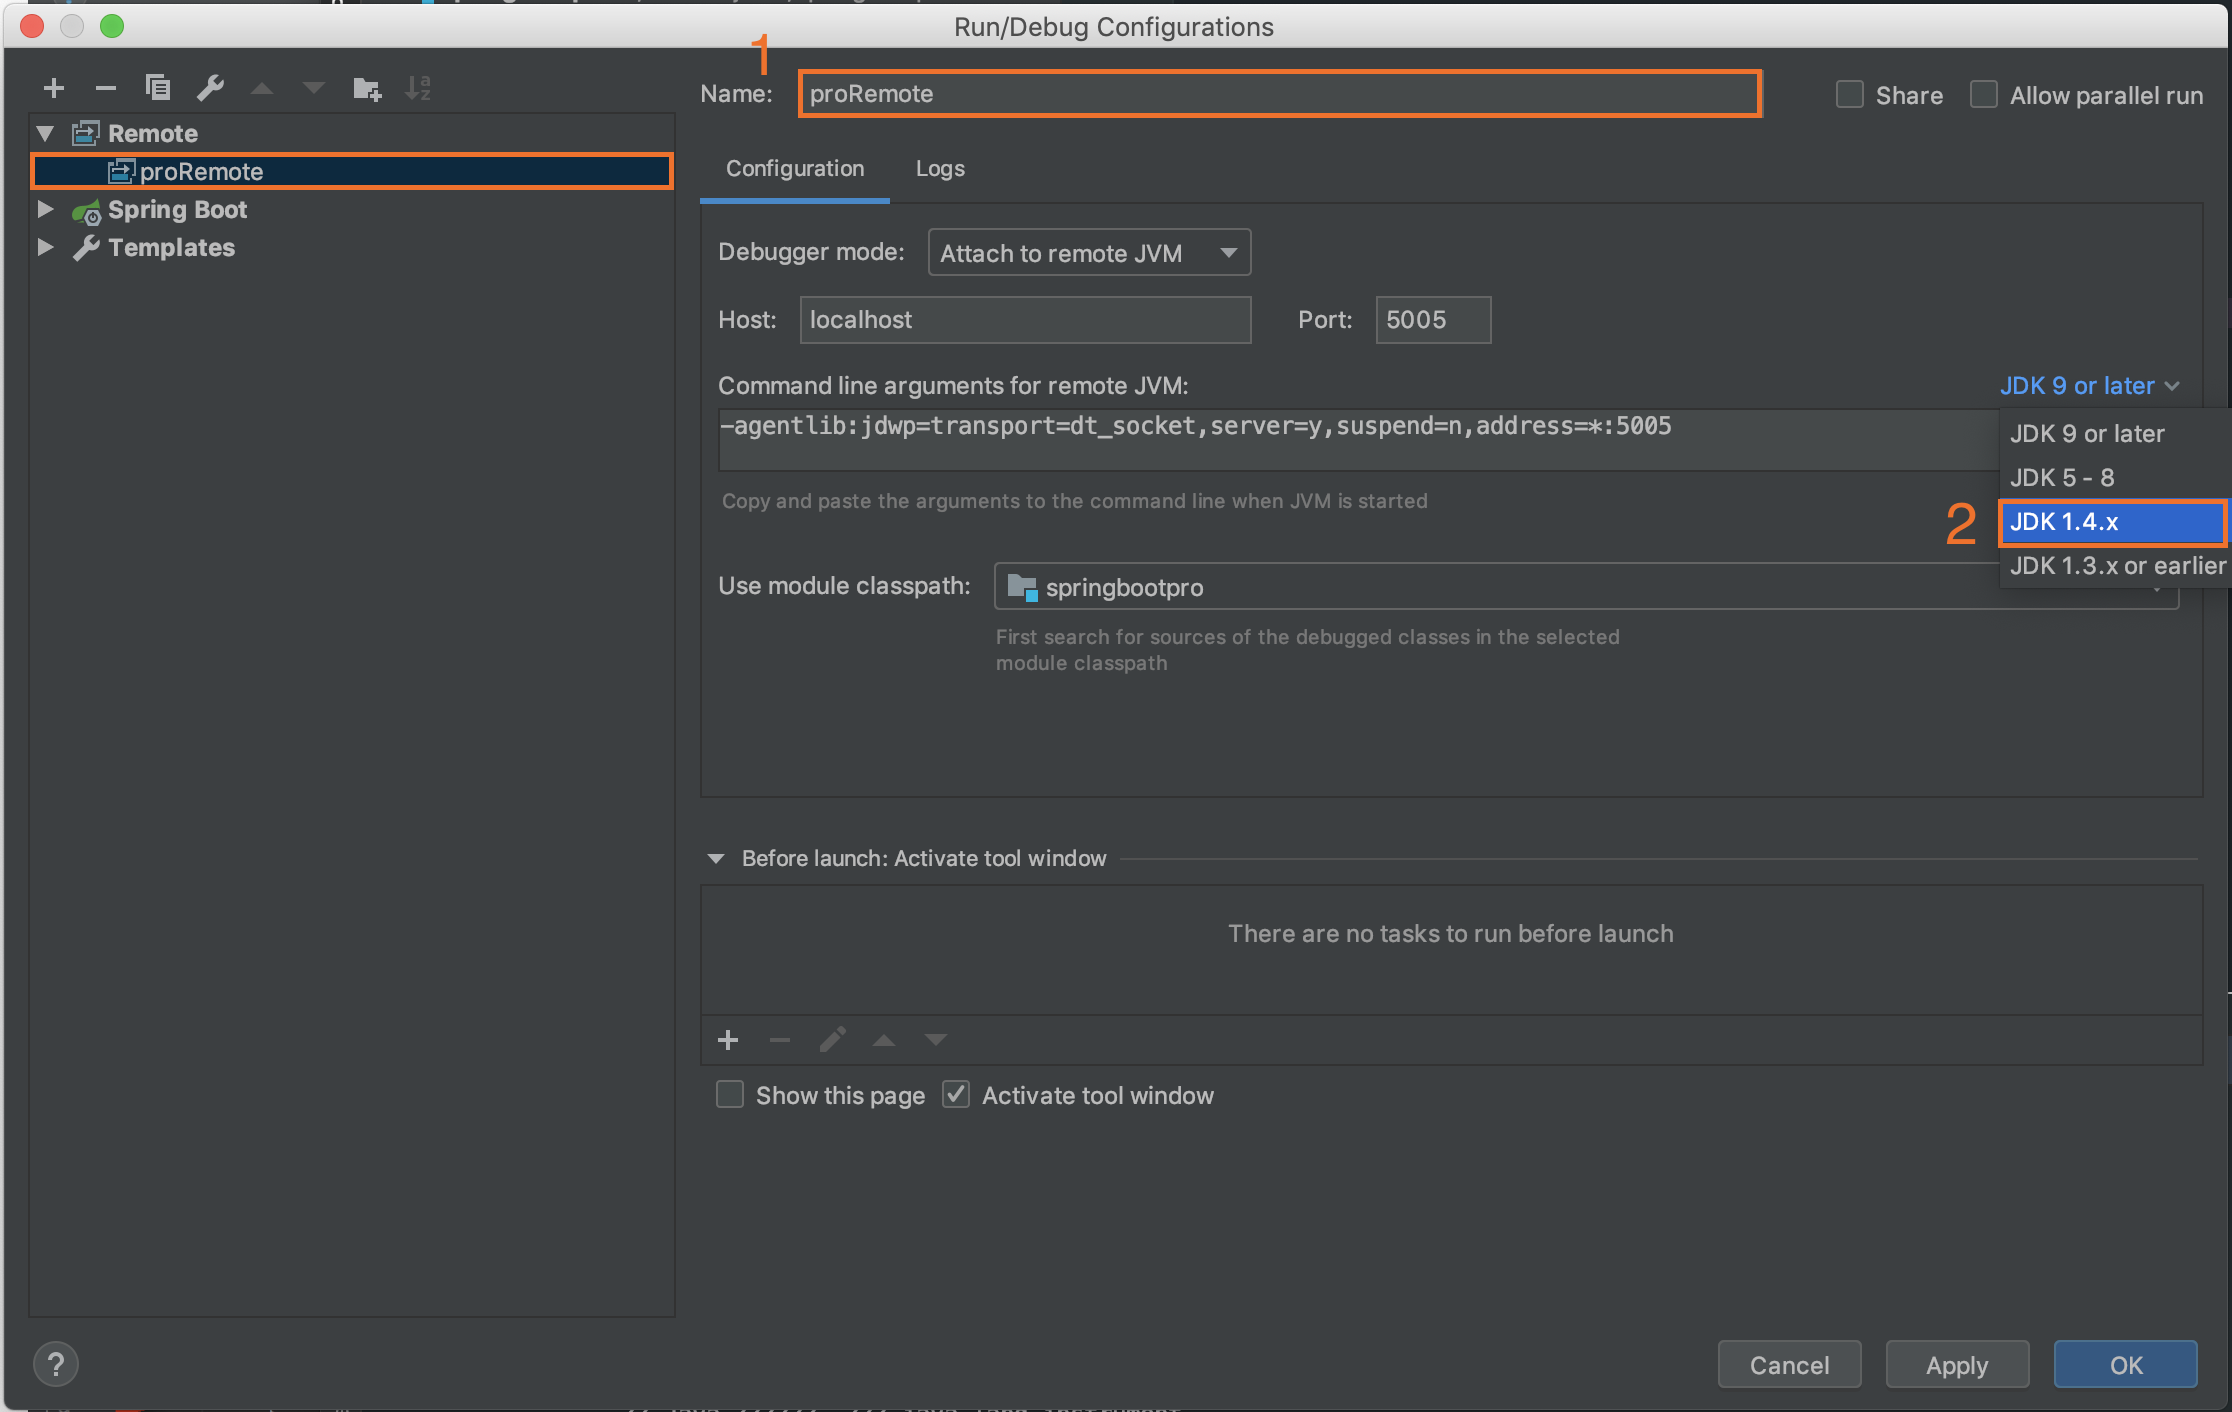 Run/Debug Configurations
1
Name: proRemote
Share
Allow parallel run
Remote
proRemote
Spring Boot
Templates
Configuration
Logs
Debugger mode: Attach to remote JVM
Host: localhost
Port: 5005
Command line arguments for remote JVM:
JDK 9 or later
-agentlib:jdwp=transport=dt_socket,server=y,suspend=n,address=*:5005
JDK 9 or later
JDK 5 - 8
2
JDK 1.4.x
JDK 1.3.x or earlier
Copy and paste the arguments to the command line when JVM is started
Use module classpath: springbootpro
First search for sources of the debugged classes in the selected
module classpath
Before launch: Activate tool window
There are no tasks to run before launch
Show this page
Activate tool window
?
Cancel
Apply
OK